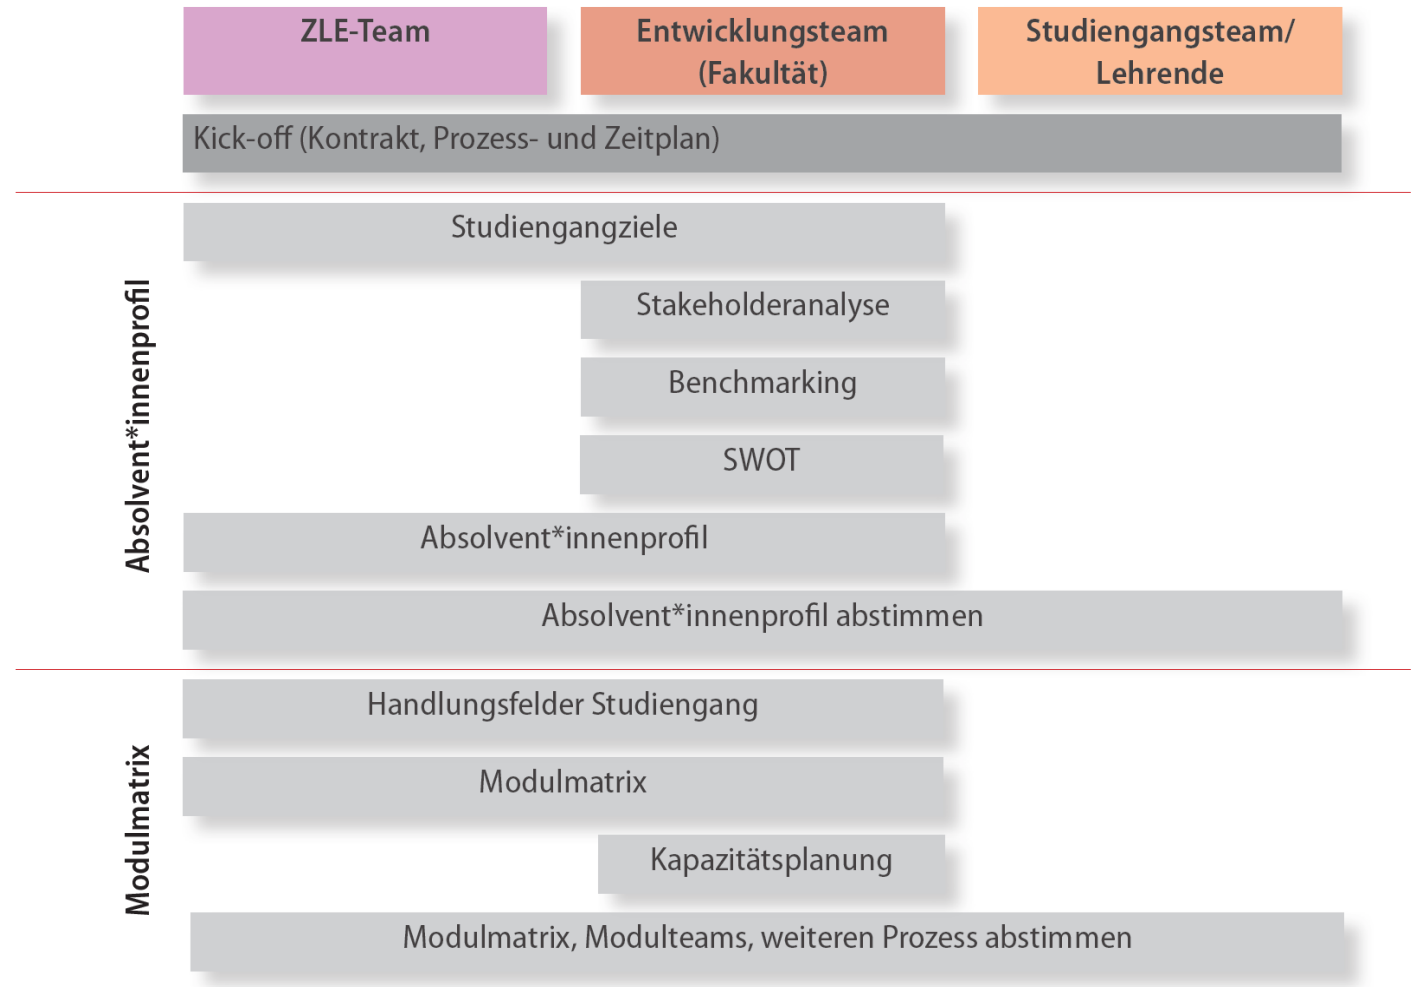 ZLE-Team
Entwicklungsteam
(Fakultät)
Studiengangsteam/
Lehrende
Kick-off (Kontrakt, Prozess- und Zeitplan)
Absolvent*innenprofil
Studiengangziele
Stakeholderanalyse
Benchmarking
SWOT
Absolvent*innenprofil
Absolvent*innenprofil abstimmen
Modulmatrix
Handlungsfelder Studiengang
Modulmatrix
Kapazitätsplanung
Modulmatrix, Modulteams, weiteren Prozess abstimmen